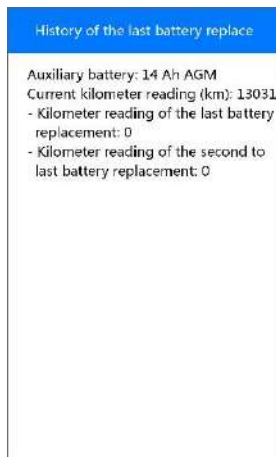 History of the last battery replace
Auxiliary battery: 14 Ah AGM
Current kilometer reading (km): 13031
- Kilometer reading of the last battery
replacement: 0
- Kilometer reading of the second to
last battery replacement: 0